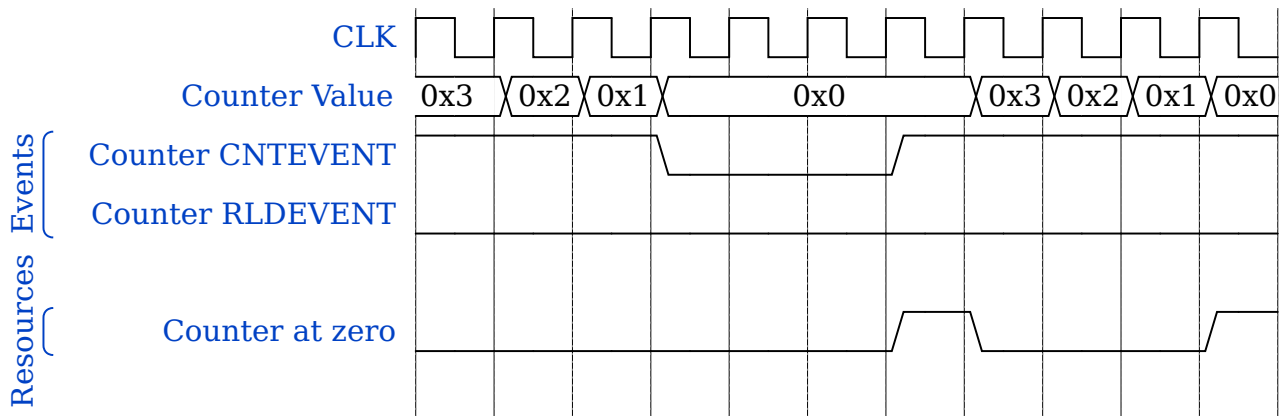 CLK
Counter Value
0x3 0x2 0x1 0x0 0x3 0x2 0x1 0x0
Events
Counter CNTEVENT
Counter RLDEVENT
Resources
Counter at zero